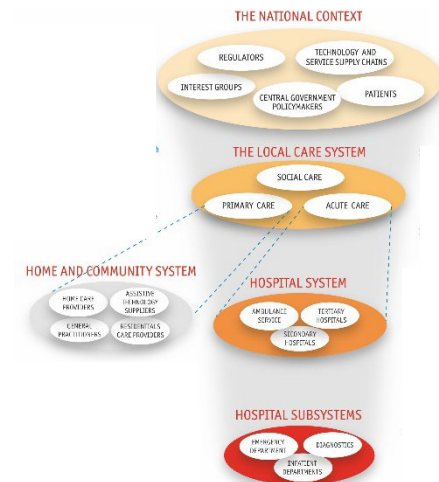 THE NATIONAL CONTEXT
REGULATORS
TECHNOLOGY AND
SERVICE SUPPLY CHAINS
INTEREST GROUPS
CENTRAL GOVERNMENT
POLICYMAKERS
PATIENTS
THE LOCAL CARE SYSTEM
SOCIAL CARE
PRIMARY CARE
ACUTE CARE
HOME AND COMMUNITY SYSTEM
HOME CARE
PROVIDERS
ASSISTIVE
TECHNOLOGY
SUPPLIERS
GENERAL
PRACTITIONERS
RESIDENTIALS
CARE PROVIDERS
HOSPITAL SYSTEM
AMBULANCE
SERVICE
TERTIARY
HOSPITALS
SECONDARY
HOSPITALS
HOSPITAL SUBSYSTEMS
EMERGENCY
DEPARTMENT
DIAGNOSTICS
INPATIENT
DEPARTMENTS